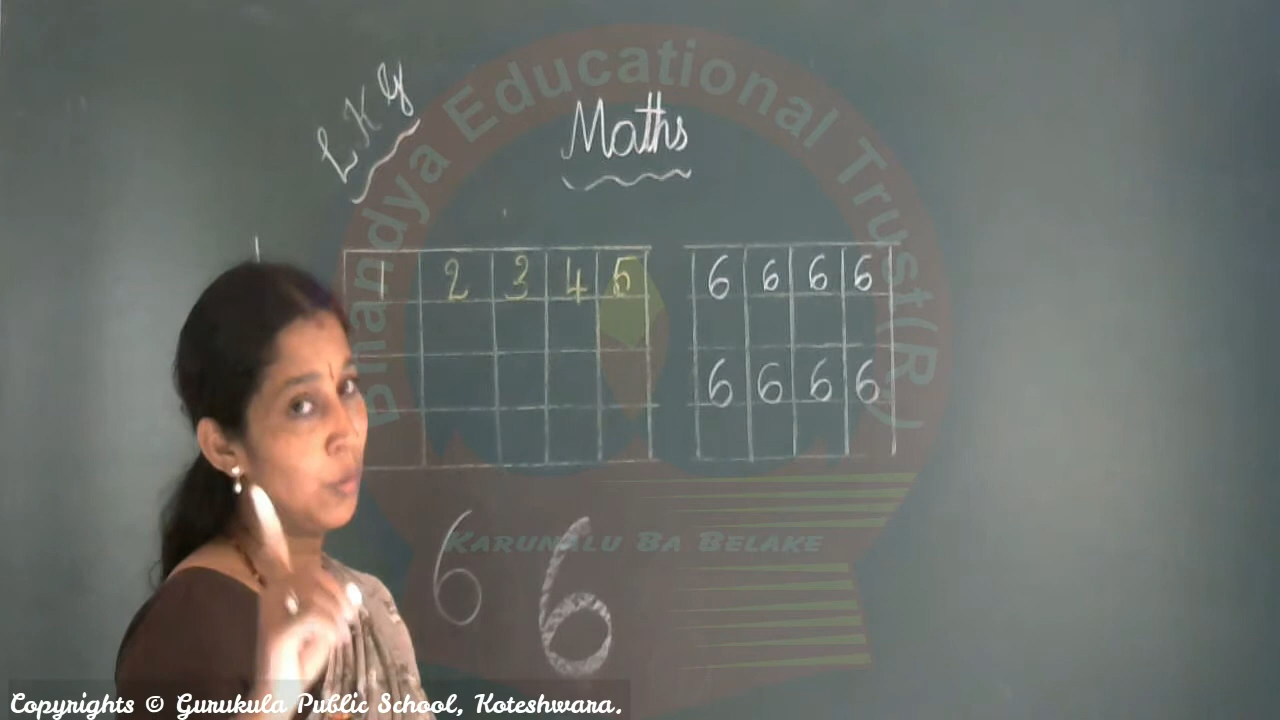 LKG
Maths
1 2 3 4 5
6 6 6 6
6 6 6 6
6 6
Bhandya Educational Trust(R.)
KARUNALU BA BELAKE
Copyrights © Gurukula Public School, Koteshwara.